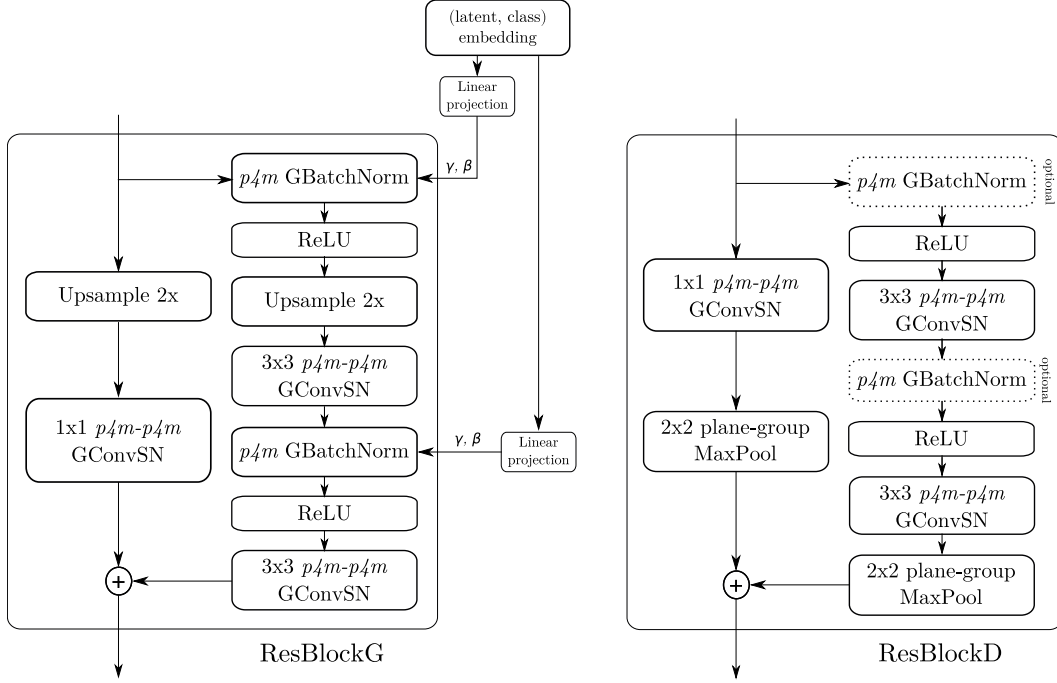 (latent, class)
embedding
Linear
projection
γ, β
p4m GBatchNorm
ReLU
Upsample 2x
Upsample 2x
3x3 p4m-p4m
GConvSN
1x1 p4m-p4m
GConvSN
p4m GBatchNorm
γ, β
Linear
projection
ReLU
3x3 p4m-p4m
GConvSN
+
ResBlockG
p4m GBatchNorm
optional
ReLU
1x1 p4m-p4m
GConvSN
3x3 p4m-p4m
GConvSN
p4m GBatchNorm
optional
2x2 plane-group
MaxPool
ReLU
3x3 p4m-p4m
GConvSN
2x2 plane-group
MaxPool
+
ResBlockD